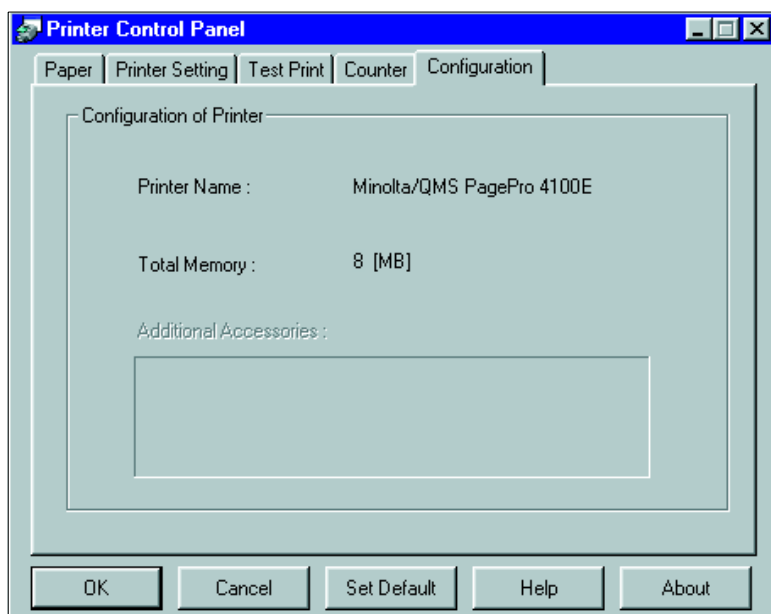 Printer Control Panel
Paper Printer Setting Test Print Counter Configuration
Configuration of Printer
Printer Name : Minolta/QMS PagePro 4100E
Total Memory : 8 [MB]
Additional Accessories :
OK Cancel Set Default Help About